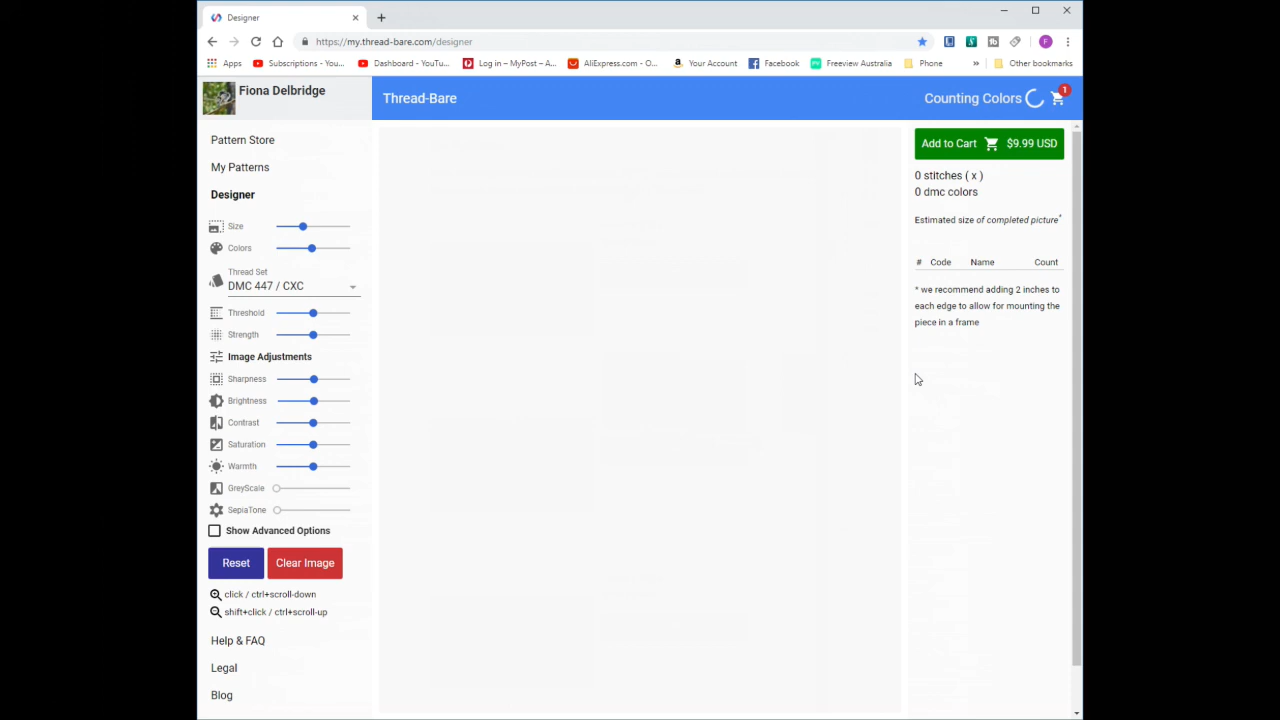 Designer
https://my.thread-bare.com/designer
Apps Subscriptions - You... Dashboard - YouTu... Log in – MyPost – A... AliExpress.com - O... Your Account Facebook Freeview Australia Phone » Other bookmarks
Fiona Delbridge
Thread-Bare
Counting Colors 1
Pattern Store
My Patterns
Designer
Size
Colors
Thread Set
DMC 447 / CXC
Threshold
Strength
Image Adjustments
Sharpness
Brightness
Contrast
Saturation
Warmth
GreyScale
SepiaTone
Show Advanced Options
Reset Clear Image
click / ctrl+scroll-down
shift+click / ctrl+scroll-up
Help & FAQ
Legal
Blog
Add to Cart $9.99 USD
0 stitches ( x )
0 dmc colors
Estimated size of completed picture*
# Code Name Count
* we recommend adding 2 inches to
each edge to allow for mounting the
piece in a frame